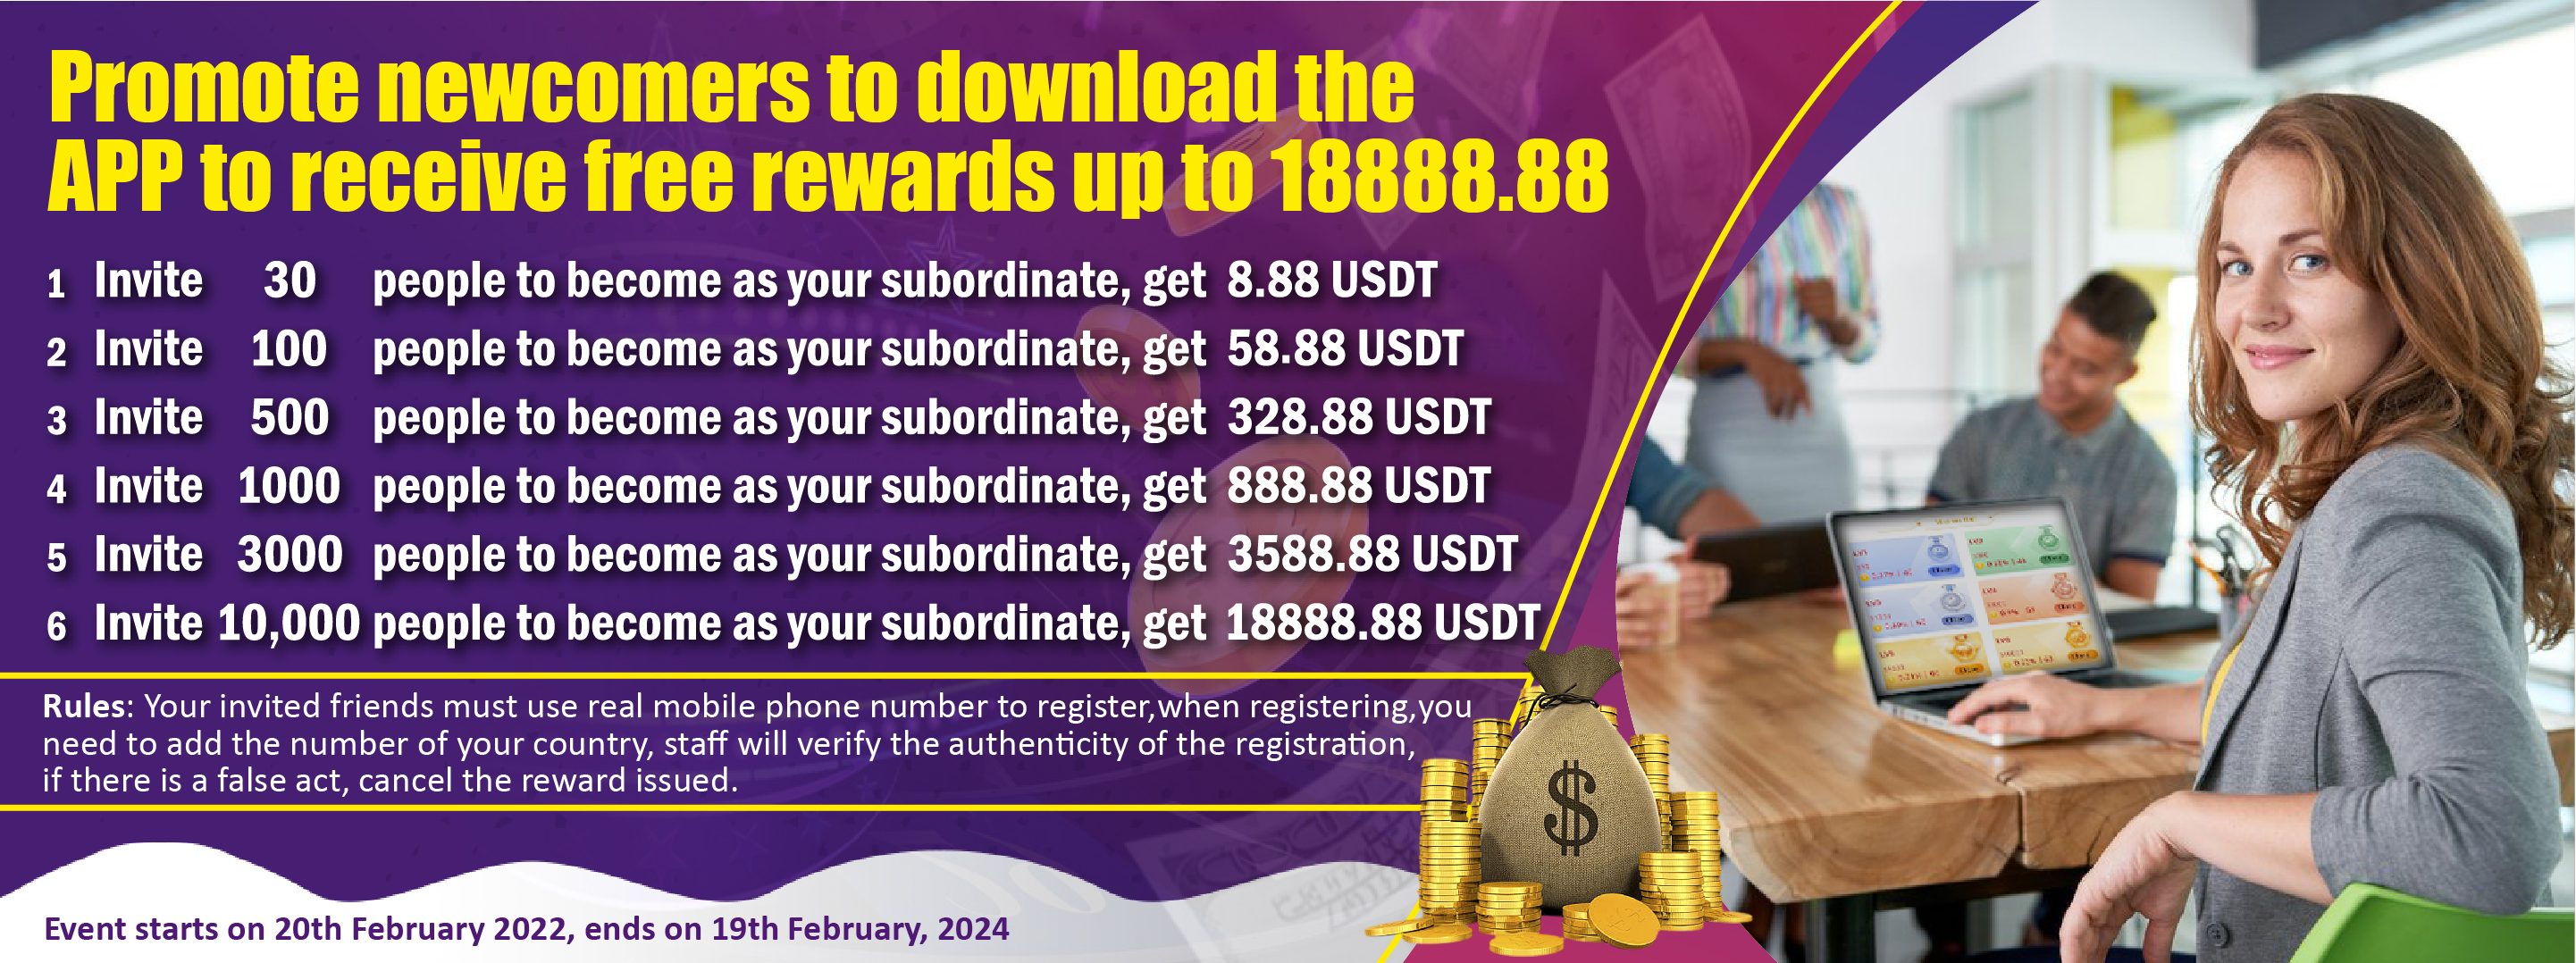 Promote newcomers to download the
APP to receive free rewards up to 18888.88
1 Invite 30 people to become as your subordinate, get 8.88 USDT
2 Invite 100 people to become as your subordinate, get 58.88 USDT
3 Invite 500 people to become as your subordinate, get 328.88 USDT
4 Invite 1000 people to become as your subordinate, get 888.88 USDT
5 Invite 3000 people to become as your subordinate, get 3588.88 USDT
6 Invite 10,000 people to become as your subordinate, get 18888.88 USDT
Rules: Your invited friends must use real mobile phone number to register,when registering,you
need to add the number of your country, staff will verify the authenticity of the registration,
if there is a false act, cancel the reward issued.
$
Event starts on 20th February 2022, ends on 19th February, 2024